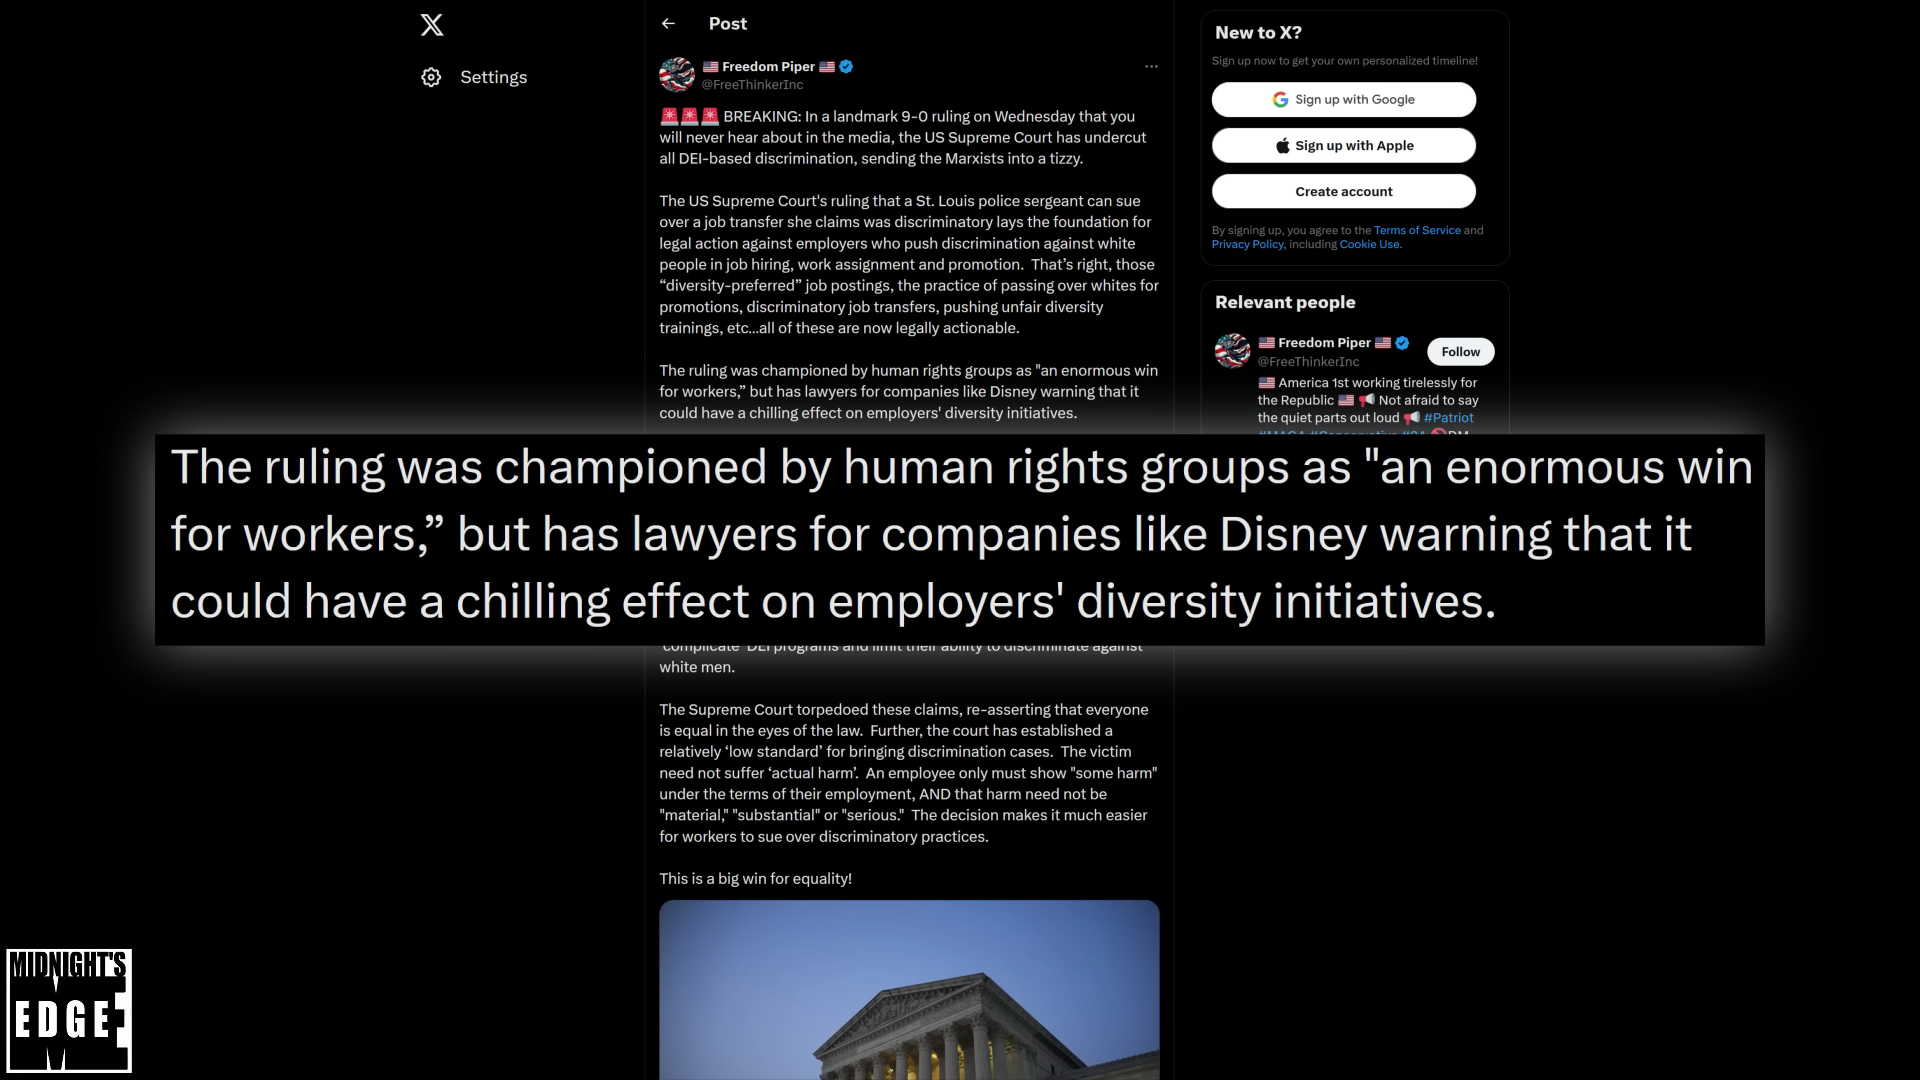 Post
Settings
Freedom Piper
@FreeThinkerInc
BREAKING: In a landmark 9-0 ruling on Wednesday that you
will never hear about in the media, the US Supreme Court has undercut
all DEI-based discrimination, sending the Marxists into a tizzy.
The US Supreme Court's ruling that a St. Louis police sergeant can sue
over a job transfer she claims was discriminatory lays the foundation for
legal action against employers who push discrimination against white
people in job hiring, work assignment and promotion.  That’s right, those
“diversity-preferred” job postings, the practice of passing over whites for
promotions, discriminatory job transfers, pushing unfair diversity
trainings, etc...all of these are now legally actionable.
The ruling was championed by human rights groups as "an enormous win
for workers,” but has lawyers for companies like Disney warning that it
could have a chilling effect on employers' diversity initiatives.
The ruling was championed by human rights groups as "an enormous win
for workers,” but has lawyers for companies like Disney warning that it
could have a chilling effect on employers' diversity initiatives.
‘complicate’ DEI programs and limit their ability to discriminate against
white men.
The Supreme Court torpedoed these claims, re-asserting that everyone
is equal in the eyes of the law.  Further, the court has established a
relatively ‘low standard’ for bringing discrimination cases.  The victim
need not suffer ‘actual harm’.  An employee only must show "some harm"
under the terms of their employment, AND that harm need not be
"material," "substantial" or "serious."  The decision makes it much easier
for workers to sue over discriminatory practices.
This is a big win for equality!
New to X?
Sign up now to get your own personalized timeline!
Sign up with Google
Sign up with Apple
Create account
By signing up, you agree to the Terms of Service and
Privacy Policy, including Cookie Use.
Relevant people
Freedom Piper
@FreeThinkerInc
Follow
America 1st working tirelessly for
the Republic Not afraid to say
the quiet parts out loud #Patriot
MIDNIGHT'S
EDGE